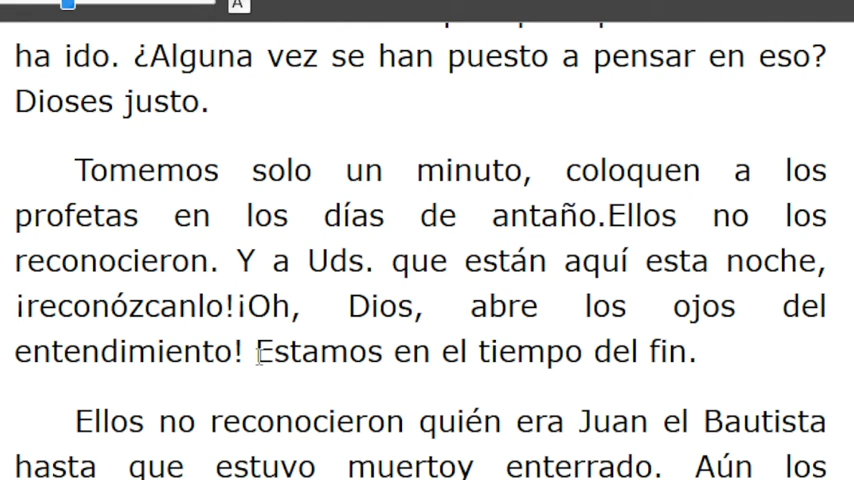 A
ha ido. ¿Alguna vez se han puesto a pensar en eso?
Dioses justo.
Tomemos solo un minuto, coloquen a los
profetas en los días de antaño.Ellos no los
reconocieron. Y a Uds. que están aquí esta noche,
¡reconózcanlo!¡Oh, Dios, abre los ojos del
entendimiento! Estamos en el tiempo del fin.
Ellos no reconocieron quién era Juan el Bautista
hasta que estuvo muertoy enterrado. Aún los